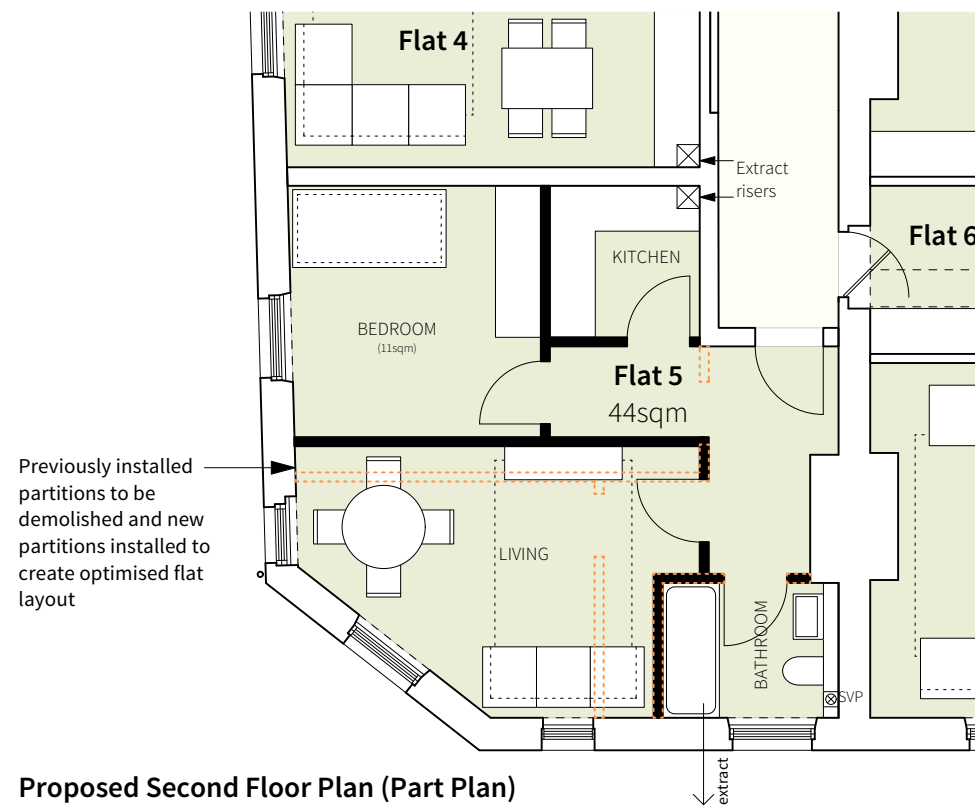 Flat 4
Extract
risers
Flat 6
KITCHEN
BEDROOM
(11sqm)
Flat 5
44sqm
Previously installed
partitions to be
demolished and new
partitions installed to
create optimised flat
layout
LIVING
BATHROOM
SVP
extract
Proposed Second Floor Plan (Part Plan)